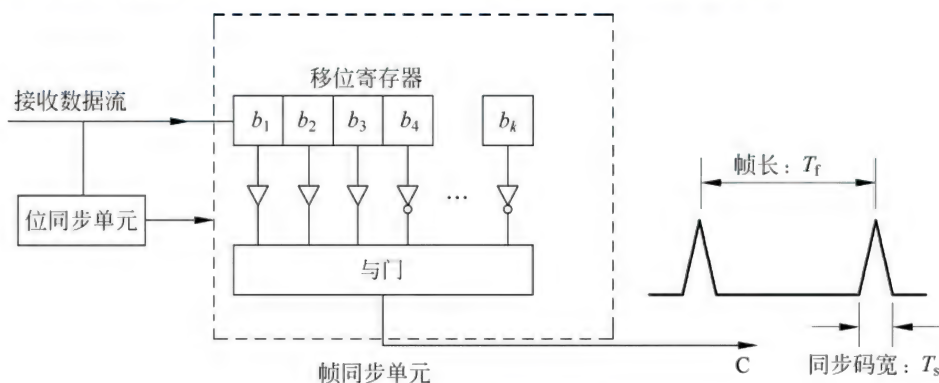 移位寄存器
接收数据流
b₁ b₂ b₃ b₄ bₖ
帧长：T_f
位同步单元
…
与门
帧同步单元
C
同步码宽：Tₛ